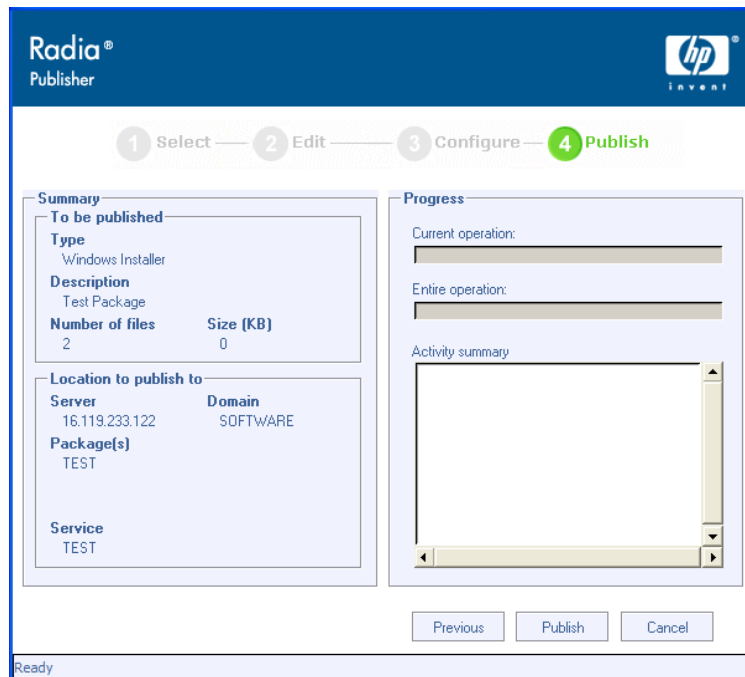 Radia ®
Publisher
hp ®
invent
1 Select 2 Edit 3 Configure 4 Publish
Summary
To be published
Type
Windows Installer
Description
Test Package
Number of files Size (KB)
2 0
Location to publish to
Server Domain
16.119.233.122 SOFTWARE
Package(s)
TEST
Service
TEST
Progress
Current operation:
Entire operation:
Activity summary
Previous Publish Cancel
Ready